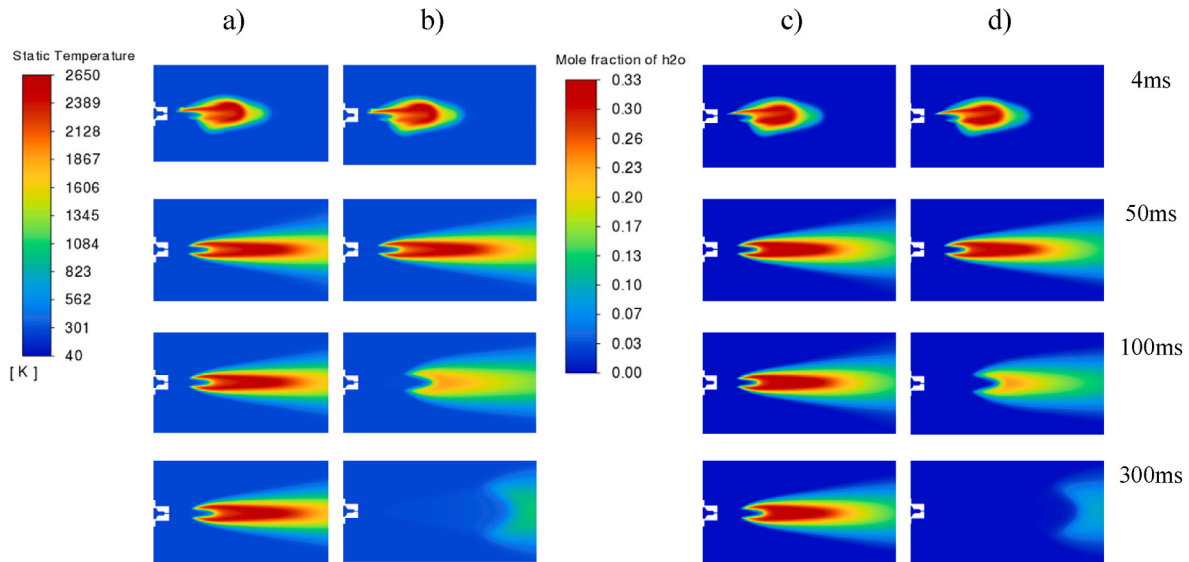 a)
b)
c)
d)
Static Temperature
2650
2389
2128
1867
1606
1345
1084
823
562
301
40
[ K ]
Mole fraction of h2o
0.33
0.30
0.26
0.23
0.20
0.17
0.13
0.10
0.07
0.03
0.00
4ms
50ms
100ms
300ms